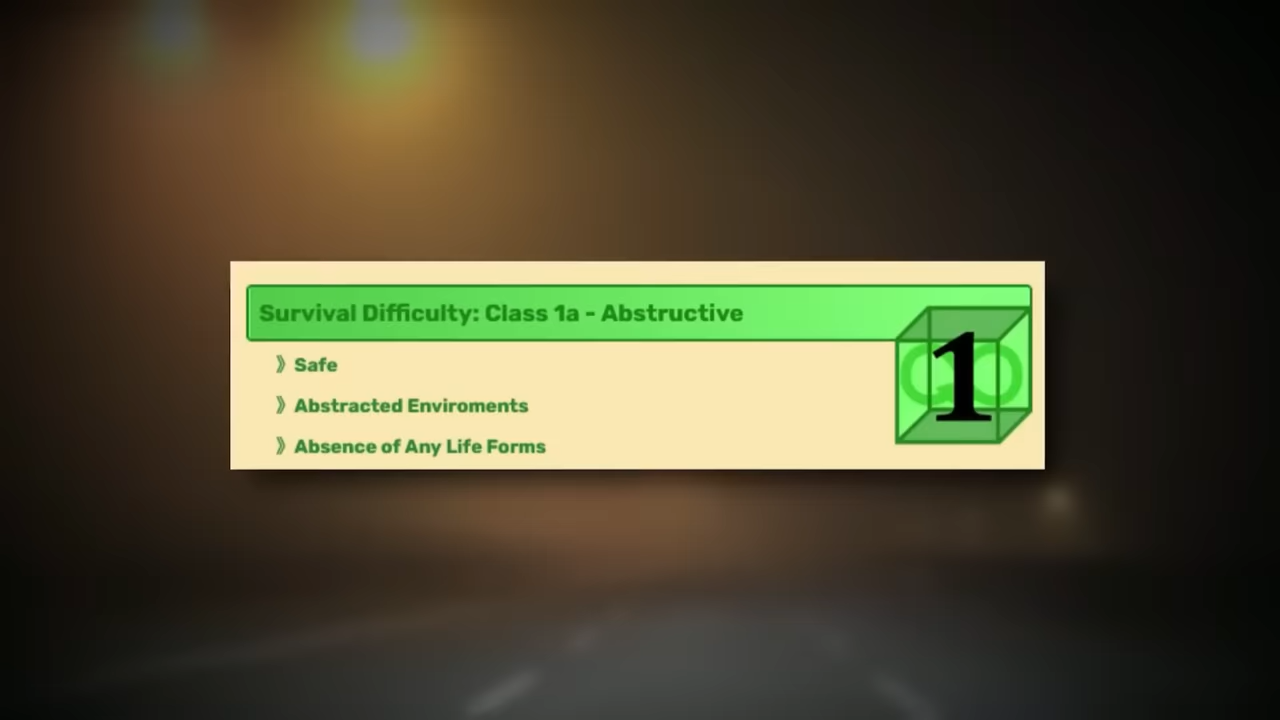 Survival Difficulty: Class 1a - Abstructive
1
》 Safe
》 Abstracted Enviroments
》 Absence of Any Life Forms